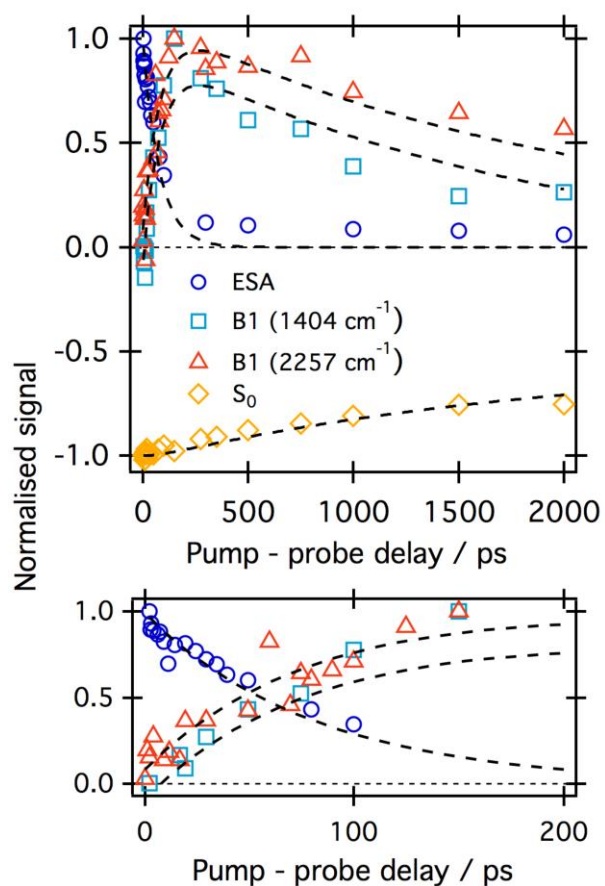 1.0
0.5
0.0
-0.5
-1.0
ESA
B1 (1404 cm⁻¹)
B1 (2257 cm⁻¹)
S₀
0 500 1000 1500 2000
Pump - probe delay / ps
Normalised signal
1.0
0.5
0.0
0 100 200
Pump - probe delay / ps